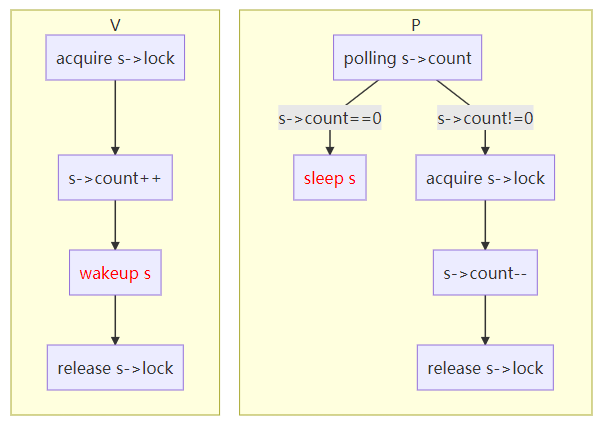 V
acquire s->lock
s->count++
wakeup s
release s->lock
P
polling s->count
s->count==0
s->count!=0
sleep s
acquire s->lock
s->count--
release s->lock